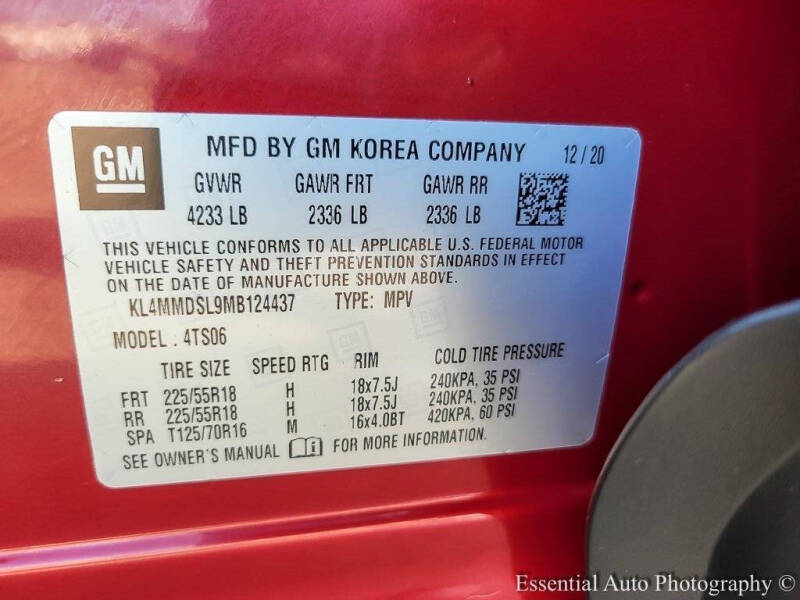 GM
MFD BY GM KOREA COMPANY 12/20
GVWR GAWR FRT GAWR RR
4233 LB 2336 LB 2336 LB
THIS VEHICLE CONFORMS TO ALL APPLICABLE U.S. FEDERAL MOTOR
VEHICLE SAFETY AND THEFT PREVENTION STANDARDS IN EFFECT
ON THE DATE OF MANUFACTURE SHOWN ABOVE.
KL4MMDSL9MB124437 TYPE: MPV
MODEL : 4TS06
TIRE SIZE SPEED RTG RIM COLD TIRE PRESSURE
FRT 225/55R18 H 18x7.5J 240KPA, 35 PSI
RR 225/55R18 H 18x7.5J 240KPA, 35 PSI
SPA T125/70R16 M 16x4.0BT 420KPA, 60 PSI
SEE OWNER'S MANUAL i FOR MORE INFORMATION.
Essential Auto Photography ©